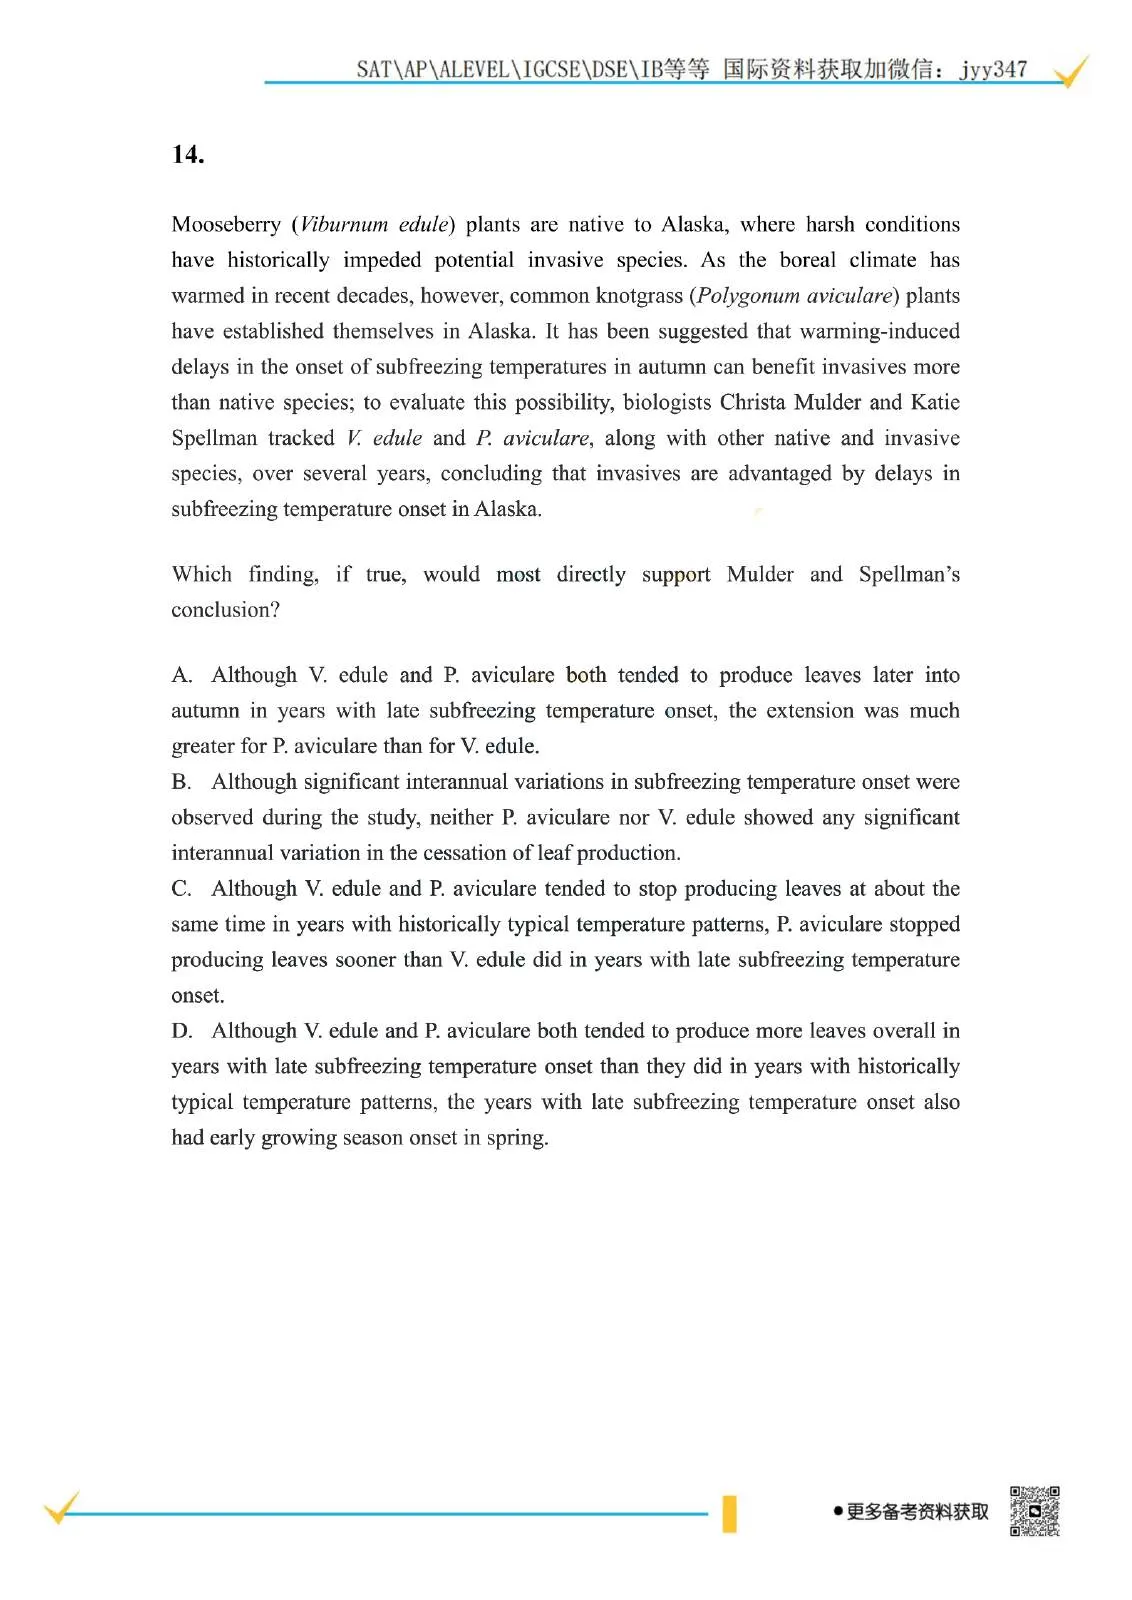 SAT\AP\ALEVEL\IGCSE\DSE\IB等等 国际资料获取加微信：jyy347
14.
Mooseberry (Viburnum edule) plants are native to Alaska, where harsh conditions
have historically impeded potential invasive species. As the boreal climate has
warmed in recent decades, however, common knotgrass (Polygonum aviculare) plants
have established themselves in Alaska. It has been suggested that warming-induced
delays in the onset of subfreezing temperatures in autumn can benefit invasives more
than native species; to evaluate this possibility, biologists Christa Mulder and Katie
Spellman tracked V. edule and P. aviculare, along with other native and invasive
species, over several years, concluding that invasives are advantaged by delays in
subfreezing temperature onset in Alaska.
Which finding, if true, would most directly support Mulder and Spellman’s
conclusion?
A. Although V. edule and P. aviculare both tended to produce leaves later into
autumn in years with late subfreezing temperature onset, the extension was much
greater for P. aviculare than for V. edule.
B. Although significant interannual variations in subfreezing temperature onset were
observed during the study, neither P. aviculare nor V. edule showed any significant
interannual variation in the cessation of leaf production.
C. Although V. edule and P. aviculare tended to stop producing leaves at about the
same time in years with historically typical temperature patterns, P. aviculare stopped
producing leaves sooner than V. edule did in years with late subfreezing temperature
onset.
D. Although V. edule and P. aviculare both tended to produce more leaves overall in
years with late subfreezing temperature onset than they did in years with historically
typical temperature patterns, the years with late subfreezing temperature onset also
had early growing season onset in spring.
●更多备考资料获取